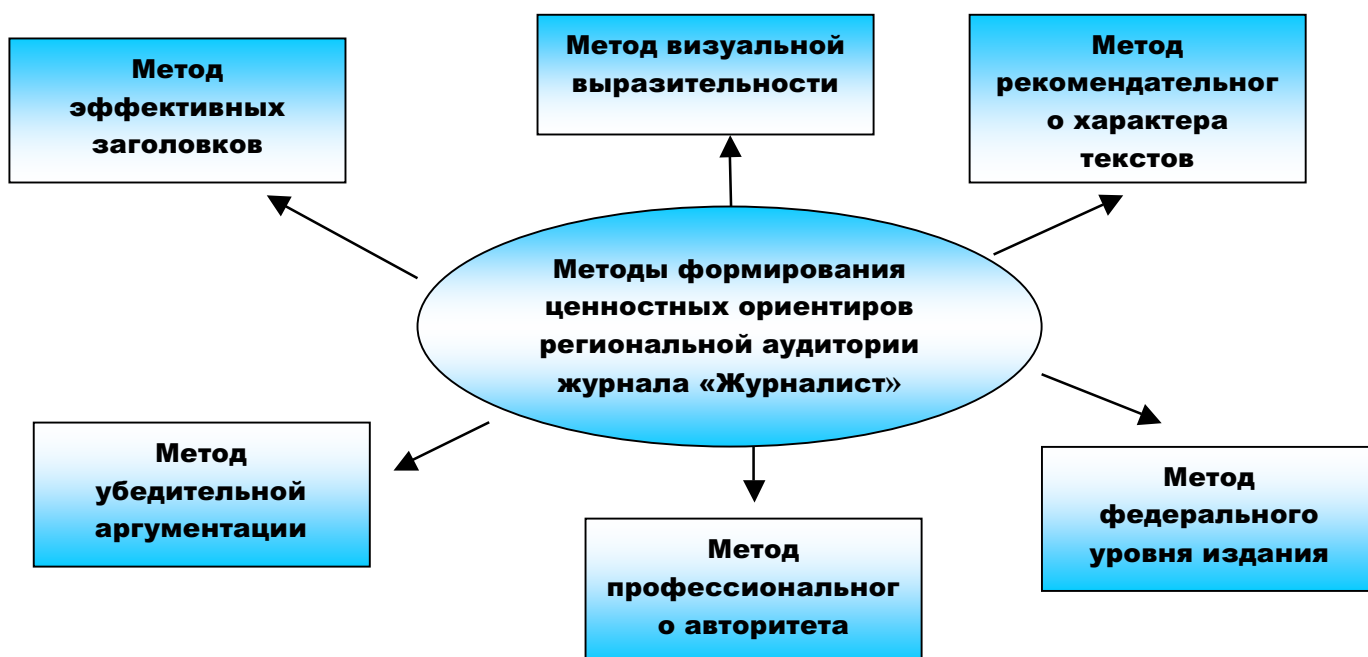 Метод
эффективных
заголовков
Метод визуальной
выразительности
Метод
рекомендательног
о характера
текстов
Методы формирования
ценностных ориентиров
региональной аудитории
журнала «Журналист»
Метод
убедительной
аргументации
Метод
профессиональног
о авторитета
Метод
федерального
уровня издания